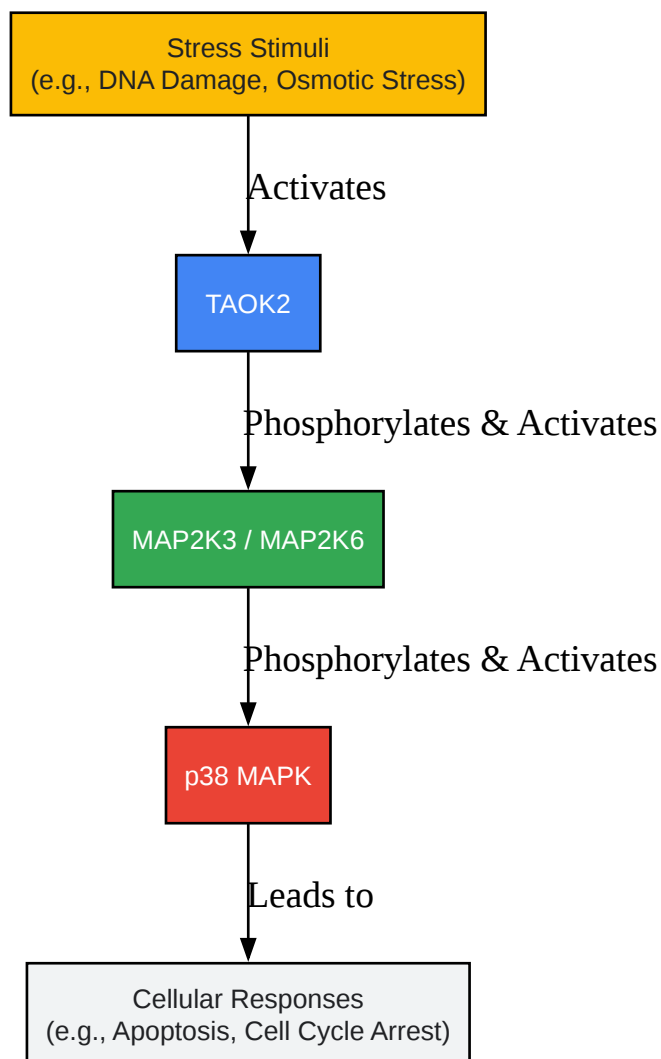 Stress Stimuli
(e.g., DNA Damage, Osmotic Stress)
Activates
TAOK2
Phosphorylates & Activates
MAP2K3 / MAP2K6
Phosphorylates & Activates
p38 MAPK
Leads to
Cellular Responses
(e.g., Apoptosis, Cell Cycle Arrest)